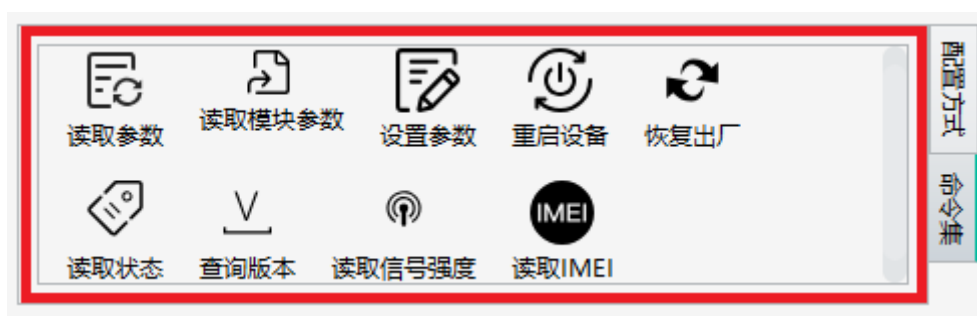 读取参数
读取模块参数
设置参数
重启设备
恢复出厂
V
IMEI
读取状态
查询版本
读取信号强度
读取IMEI
配置方式
命令集